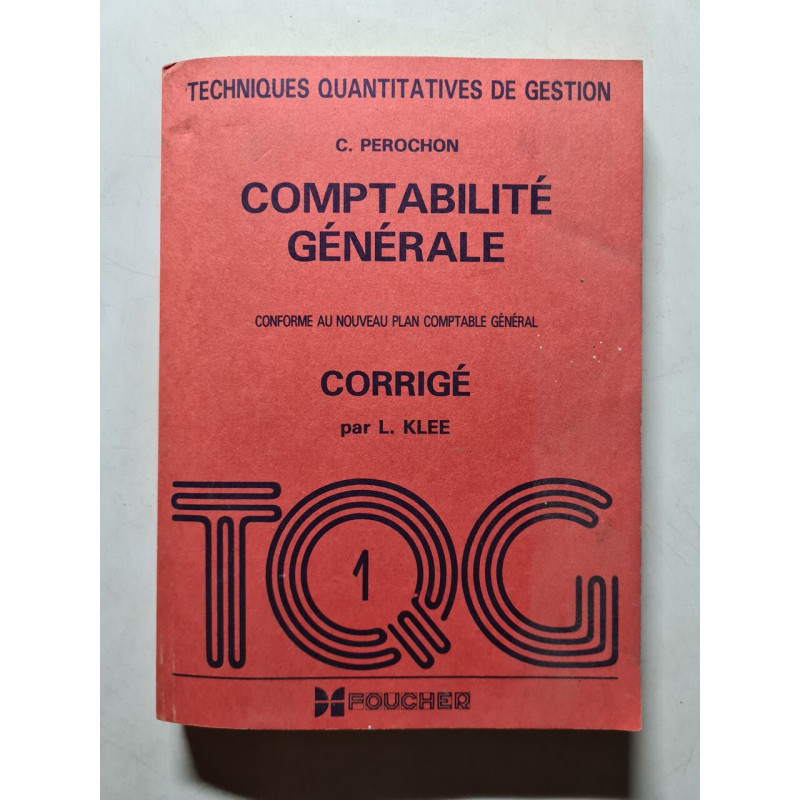 TECHNIQUES QUANTITATIVES DE GESTION
C. PEROCHON
COMPTABILITÉ
GÉNÉRALE
CONFORME AU NOUVEAU PLAN COMPTABLE GÉNÉRAL
CORRIGÉ
par L. KLEE
TQG
1
FOUCHER